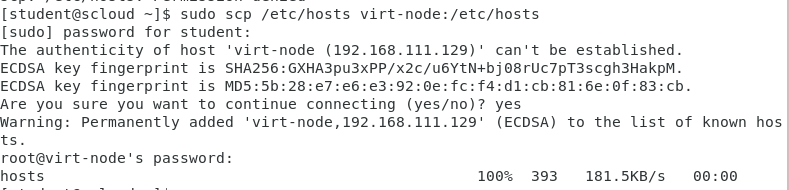 [student@scloud ~]$ sudo scp /etc/hosts virt-node:/etc/hosts
[sudo] password for student:
The authenticity of host 'virt-node (192.168.111.129)' can't be established.
ECDSA key fingerprint is SHA256:GXHA3pu3xPP/x2c/u6YtN+bj08rUc7pT3scgh3HakpM.
ECDSA key fingerprint is MD5:5b:28:e7:e6:e3:92:0e:fc:f4:d1:cb:81:6e:0f:83:cb.
Are you sure you want to continue connecting (yes/no)? yes
Warning: Permanently added 'virt-node,192.168.111.129' (ECDSA) to the list of known hos
ts.
root@virt-node's password:
hosts 100% 393 181.5KB/s 00:00